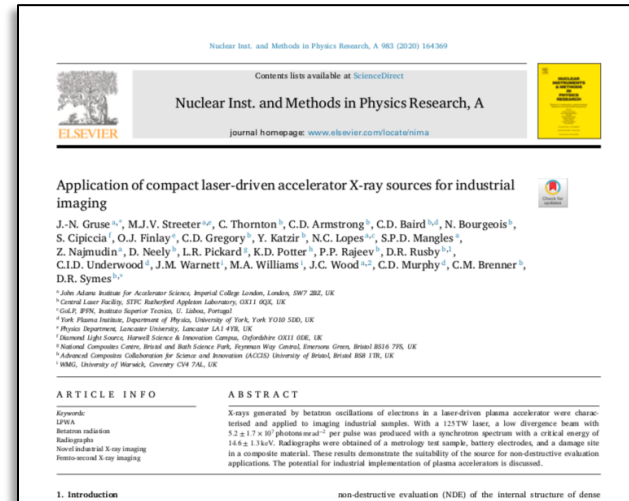 Nuclear Inst. and Methods in Physics Research, A 983 (2020) 164369
Contents lists available at ScienceDirect
Nuclear Inst. and Methods in Physics Research, A
journal homepage: www.elsevier.com/locate/nima
ELSEVIER
NUCLEAR
INSTRUMENTS
& METHODS
IN
PHYSICS
RESEARCH
Application of compact laser-driven accelerator X-ray sources for industrial
imaging
Check for
updates
J.-N. Gruse a,*, M.J.V. Streeter a,e, C. Thornton b, C.D. Armstrong b, C.D. Baird b,d, N. Bourgeois b,
S. Cipiccia f, O.J. Finlay e, C.D. Gregory b, Y. Katzir b, N.C. Lopes a,c, S.P.D. Mangles a,
Z. Najmudin a, D. Neely b, L.R. Pickard g, K.D. Potter h, P.P. Rajeev b, D.R. Rusby b,1,
C.I.D. Underwood d, J.M. Warnett i, M.A. Williams i, J.C. Wood a,2, C.D. Murphy d, C.M. Brenner b,
D.R. Symes b,*
a John Adams Institute for Accelerator Science, Imperial College London, London, SW7 2BZ, UK
b Central Laser Facility, STFC Rutherford Appleton Laboratory, OX11 0QX, UK
c GoLP, IPFN, Instituto Superior Tecnico, U. Lisboa, Portugal
d York Plasma Institute, Department of Physics, University of York, York YO10 5DD, UK
e Physics Department, Lancaster University, Lancaster LA1 4YB, UK
f Diamond Light Source, Harwell Science & Innovation Campus, Oxfordshire OX11 0DE, UK
g National Composites Centre, Bristol and Bath Science Park, Feynman Way Central, Emersons Green, Bristol BS16 7FS, UK
h Advanced Composites Collaboration for Science and Innovation (ACCIS) University of Bristol, Bristol BS8 1TR, UK
i WMG, University of Warwick, Coventry CV4 7AL, UK
ARTICLE INFO
Keywords:
LPWA
Betatron radiation
Radiographs
Novel industrial X-ray imaging
Femto-second X-ray imaging
ABSTRACT
X-rays generated by betatron oscillations of electrons in a laser-driven plasma accelerator were charac-
terised and applied to imaging industrial samples. With a 125TW laser, a low divergence beam with
5.2 ± 1.7 × 10⁷ photons mrad⁻² per pulse was produced with a synchrotron spectrum with a critical energy of
14.6 ± 1.3 keV. Radiographs were obtained of a metrology test sample, battery electrodes, and a damage site
in a composite material. These results demonstrate the suitability of the source for non-destructive evaluation
applications. The potential for industrial implementation of plasma accelerators is discussed.
1. Introduction
non-destructive evaluation (NDE) of the internal structure of dense